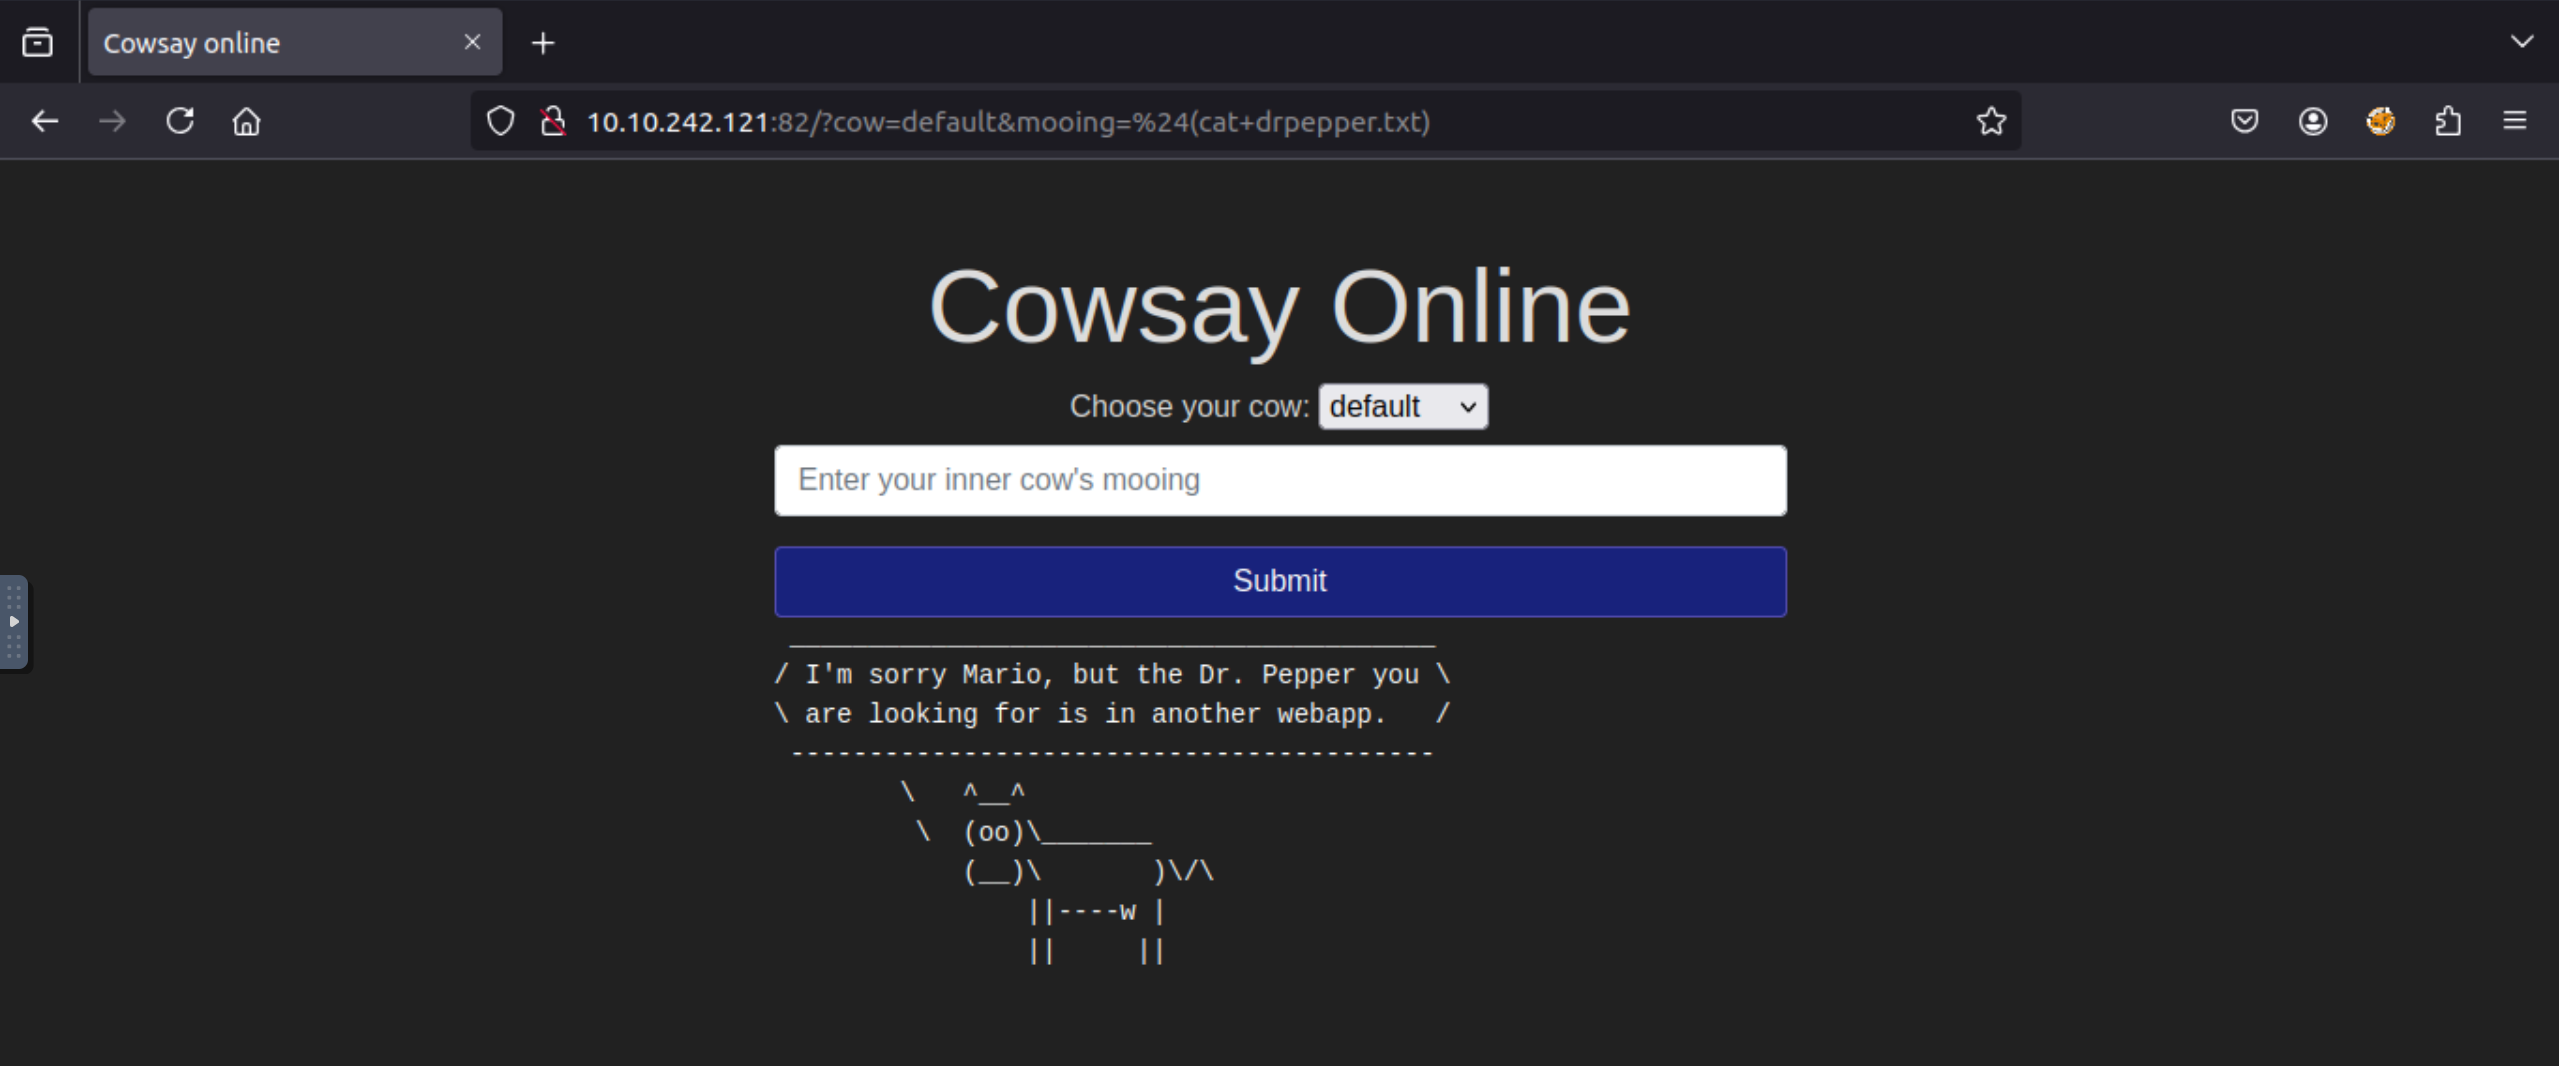 Cowsay online
10.10.242.121:82/?cow=default&mooing=%24(cat+drpepper.txt)
Cowsay Online
Choose your cow: default
Enter your inner cow's mooing
Submit
 _________________________________________
/ I'm sorry Mario, but the Dr. Pepper you \
\ are looking for is in another webapp.   /
 -----------------------------------------
        \   ^__^
         \  (oo)\_______
            (__)\       )\/\
                ||----w |
                ||     ||